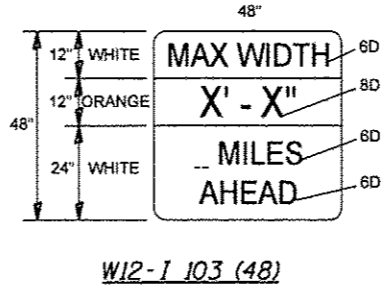 48"
12" WHITE MAX WIDTH 6D
12" ORANGE X' - X" 8D
48"
24" WHITE __ MILES 6D
AHEAD 6D
W12-I 103 (48)